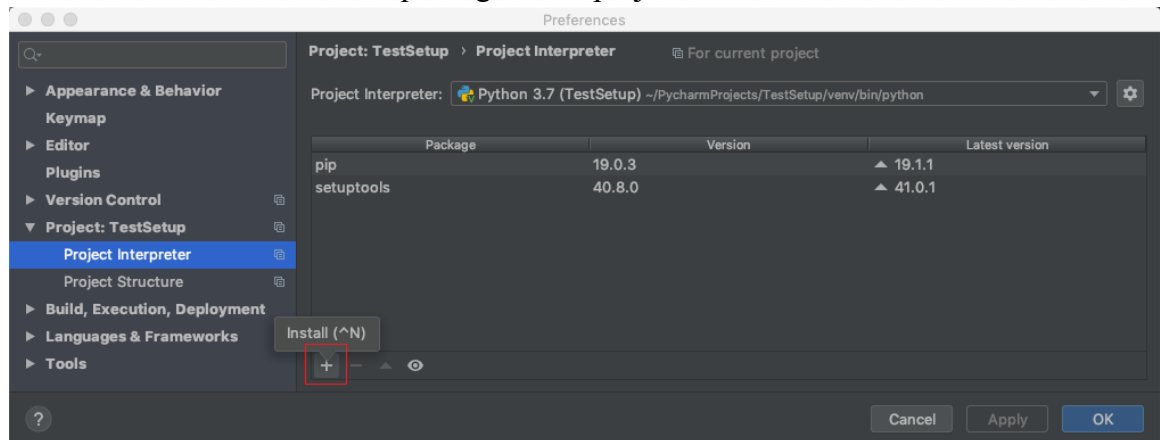 Preferences
Project: TestSetup › Project Interpreter For current project
Appearance & Behavior
Keymap
Editor
Plugins
Version Control
Project: TestSetup
Project Interpreter
Project Structure
Build, Execution, Deployment
Languages & Frameworks
Tools
Project Interpreter: Python 3.7 (TestSetup) ~/PycharmProjects/TestSetup/venv/bin/python
Package Version Latest version
pip 19.0.3 19.1.1
setuptools 40.8.0 41.0.1
Install (^N)
?
Cancel Apply OK